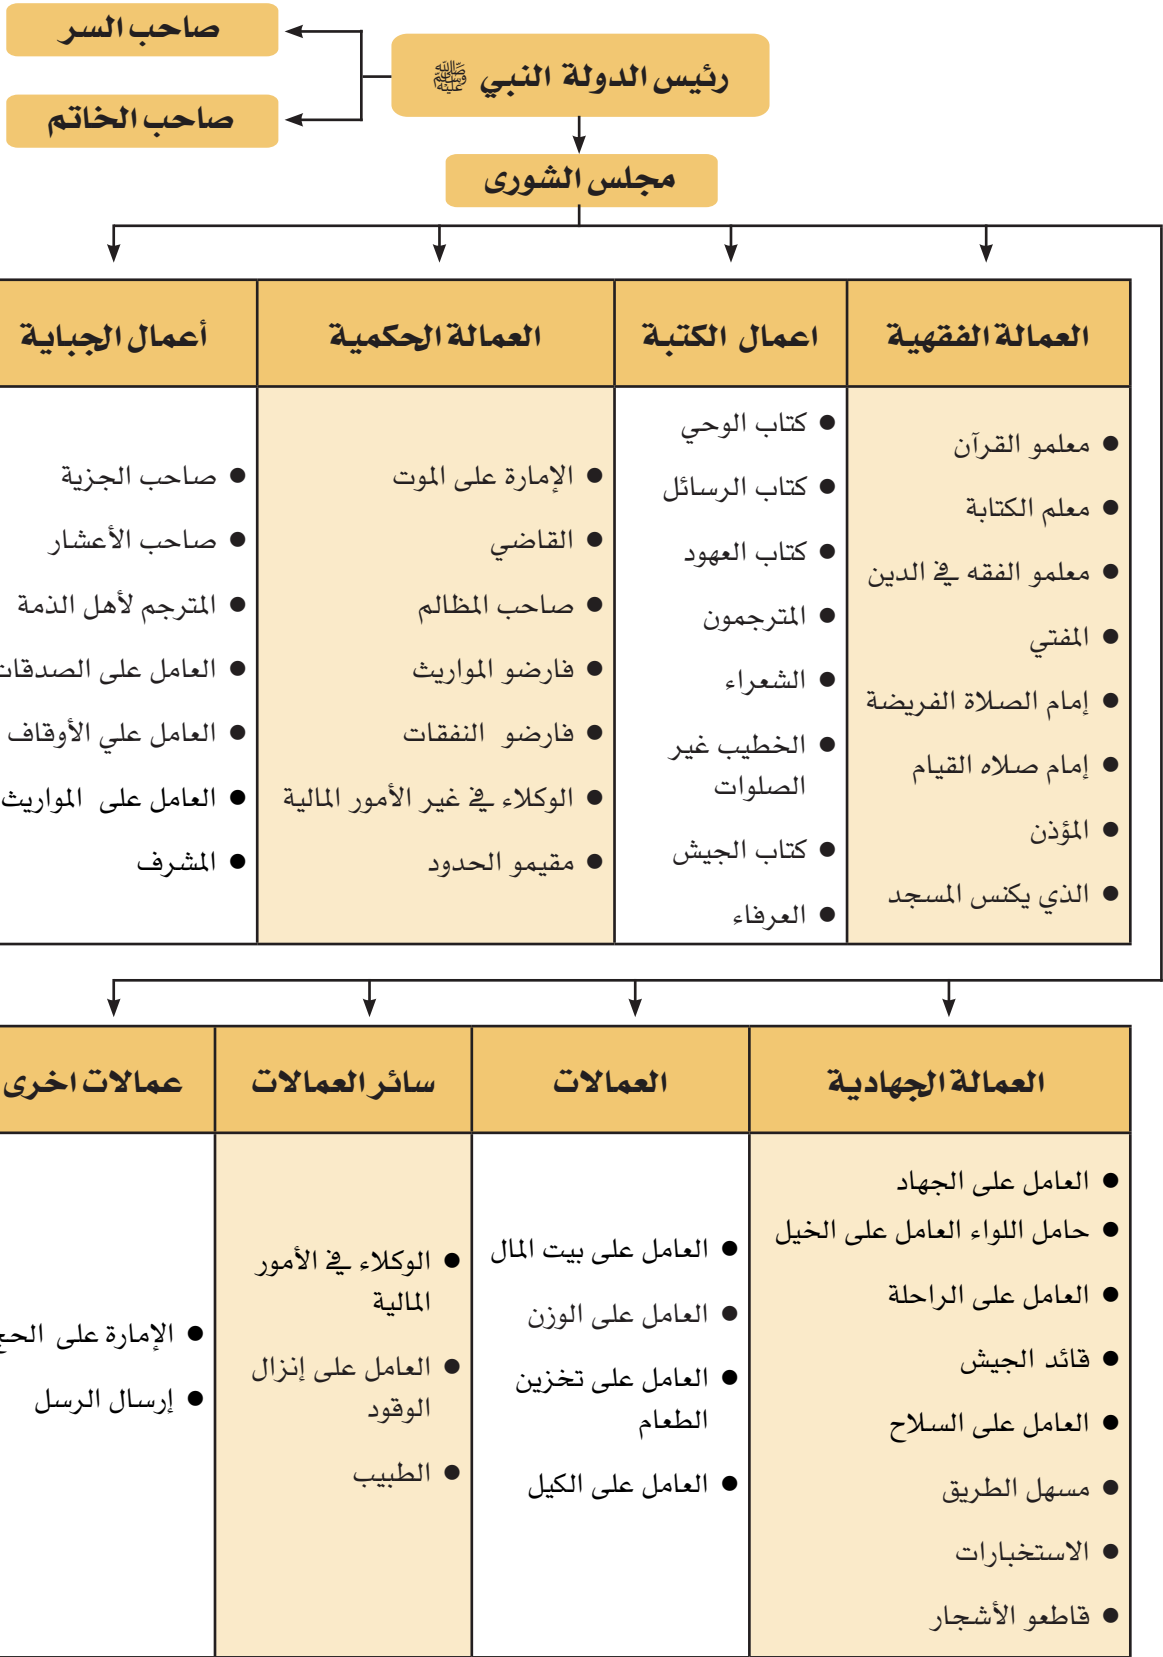 صاحب السر
رئيس الدولة النبي ﷺ
صاحب الخاتم
مجلس الشورى
العمالة الفقهية
معلمو القرآن
معلم الكتابة
معلمو الفقه في الدين
المفتي
إمام الصلاة الفريضة
إمام صلاه القيام
المؤذن
الذي يكنس المسجد
اعمال الكتبة
كتاب الوحي
كتاب الرسائل
كتاب العهود
المترجمون
الشعراء
الخطيب غير
الصلوات
كتاب الجيش
العرفاء
العمالة الحكمية
الإمارة على الموت
القاضي
صاحب المظالم
فارضو المواريث
فارضو النفقات
الوكلاء في غير الأمور المالية
مقيمو الحدود
أعمال الجباية
صاحب الجزية
صاحب الأعشار
المترجم لأهل الذمة
العامل على الصدقات
العامل علي الأوقاف
العامل على المواريث
المشرف
العمالة الجهادية
العامل على الجهاد
حامل اللواء العامل على الخيل
العامل على الراحلة
قائد الجيش
العامل على السلاح
مسهل الطريق
الاستخبارات
قاطعو الأشجار
العمالات
العامل على بيت المال
العامل على الوزن
العامل على تخزين
الطعام
العامل على الكيل
سائر العمالات
الوكلاء في الأمور
المالية
العامل على إنزال
الوقود
الطبيب
عمالات اخرى
الإمارة على الحج
إرسال الرسل